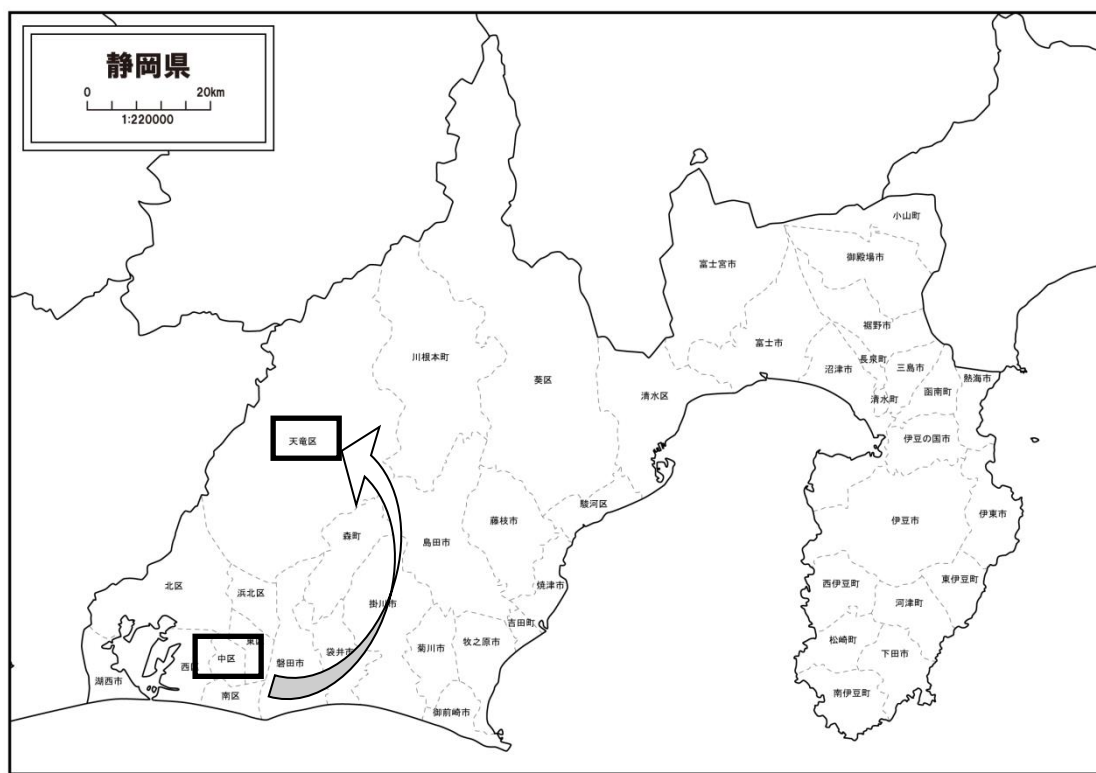 静岡県
0 20km
1:220000
小山町
御殿場市
富士宮市
裾野市
富士市
長泉町
沼津市
三島市
函南町
熱海市
清水町
川根本町
葵区
清水区
伊豆の国市
天竜区
駿河区
藤枝市
伊豆市
伊東市
森町
島田市
焼津市
西伊豆町
東伊豆町
北区
浜北区
河津町
掛川市
吉田町
牧之原市
菊川市
松崎町
下田市
袋井市
磐田市
中区
西区
湖西市
南区
南伊豆町
御前崎市